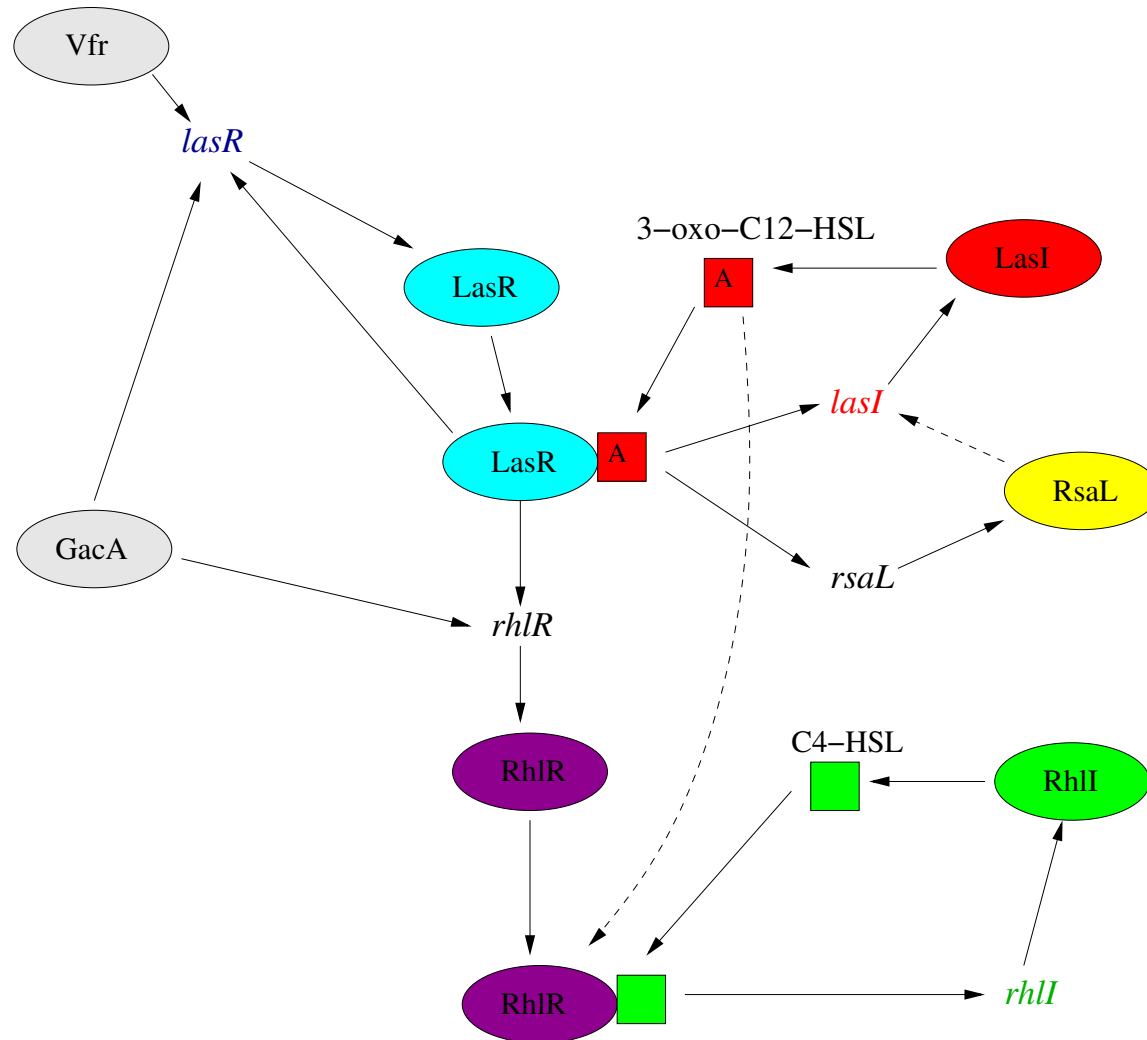 Vfr
lasR
3−oxo−C12−HSL
LasR
A
LasI
lasI
LasR
A
RsaL
GacA
rsaL
rhlR
C4−HSL
RhlR
RhlI
RhlR
rhlI